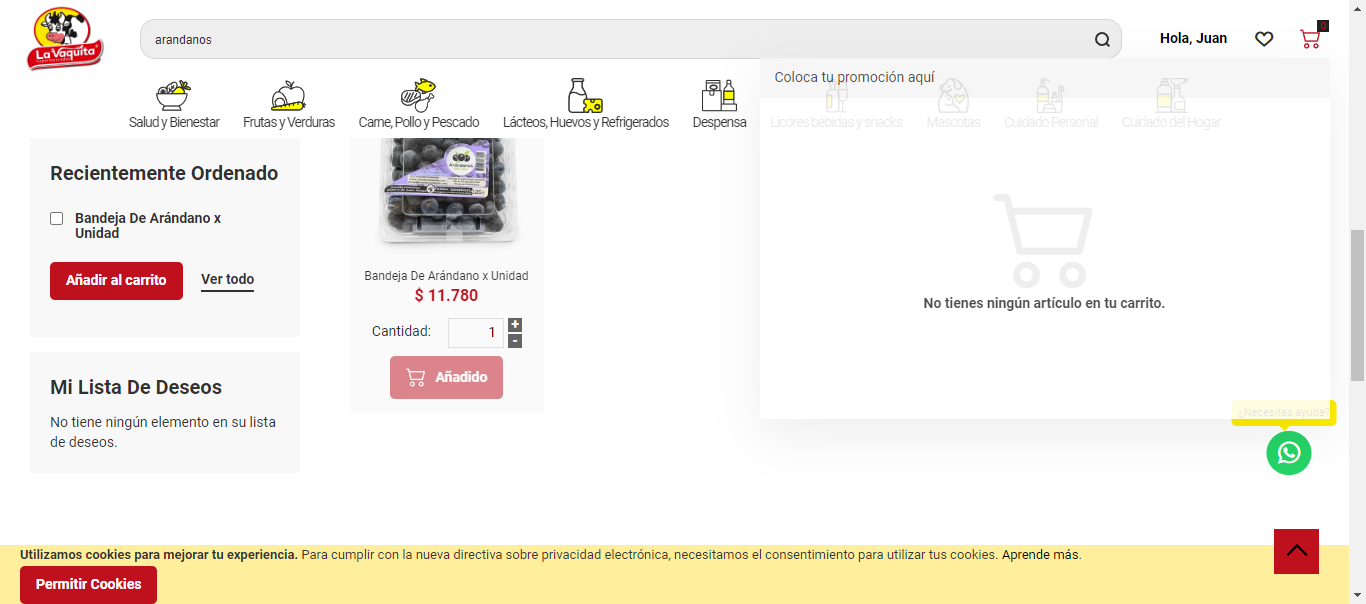 La Vaquita
arandanos
Hola, Juan
0
Coloca tu promoción aquí
Salud y Bienestar
Frutas y Verduras
Carne, Pollo y Pescado
Lácteos, Huevos y Refrigerados
Despensa
Licores bebidas y snacks
Mascotas
Cuidado Personal
Cuidado del Hogar
Recientemente Ordenado
Bandeja De Arándano x
Unidad
Añadir al carrito
Ver todo
Mi Lista De Deseos
No tiene ningún elemento en su lista
de deseos.
Arándanos
Bandeja De Arándano x Unidad
$ 11.780
Cantidad:
1
+
-
Añadido
No tienes ningún artículo en tu carrito.
¿Necesitas ayuda?
Utilizamos cookies para mejorar tu experiencia. Para cumplir con la nueva directiva sobre privacidad electrónica, necesitamos el consentimiento para utilizar tus cookies. Aprende más.
Permitir Cookies